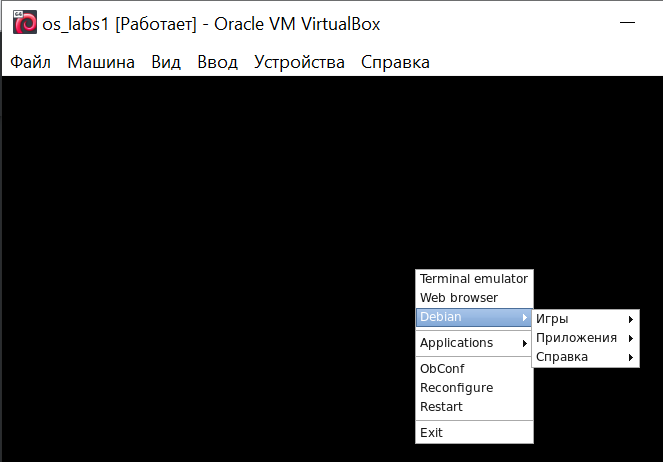 os_labs1 [Работает] - Oracle VM VirtualBox
Файл Машина Вид Ввод Устройства Справка
Terminal emulator
Web browser
Debian
Applications
ObConf
Reconfigure
Restart
Exit
Игры
Приложения
Справка